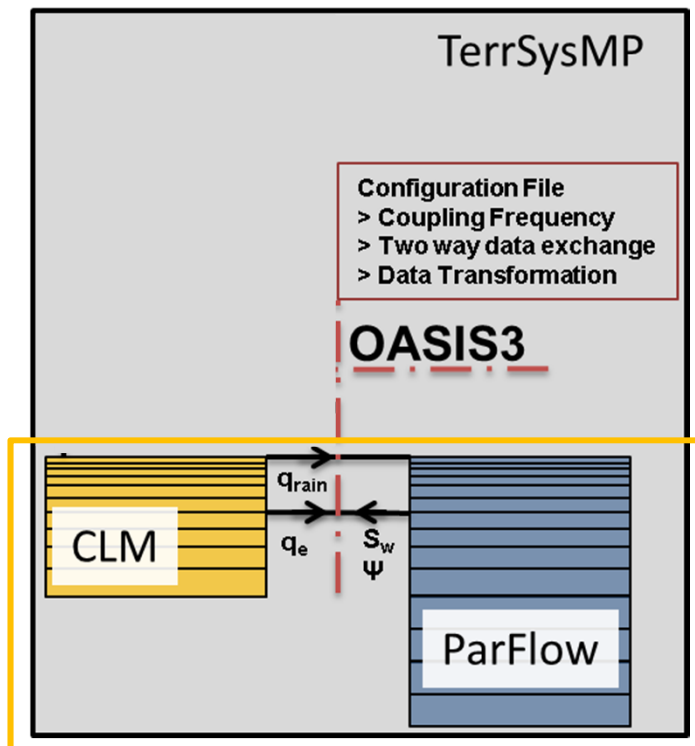 TerrSysMP
Configuration File
> Coupling Frequency
> Two way data exchange
> Data Transformation
OASIS3
q_rain
CLM
q_e
S_w
Ψ
ParFlow